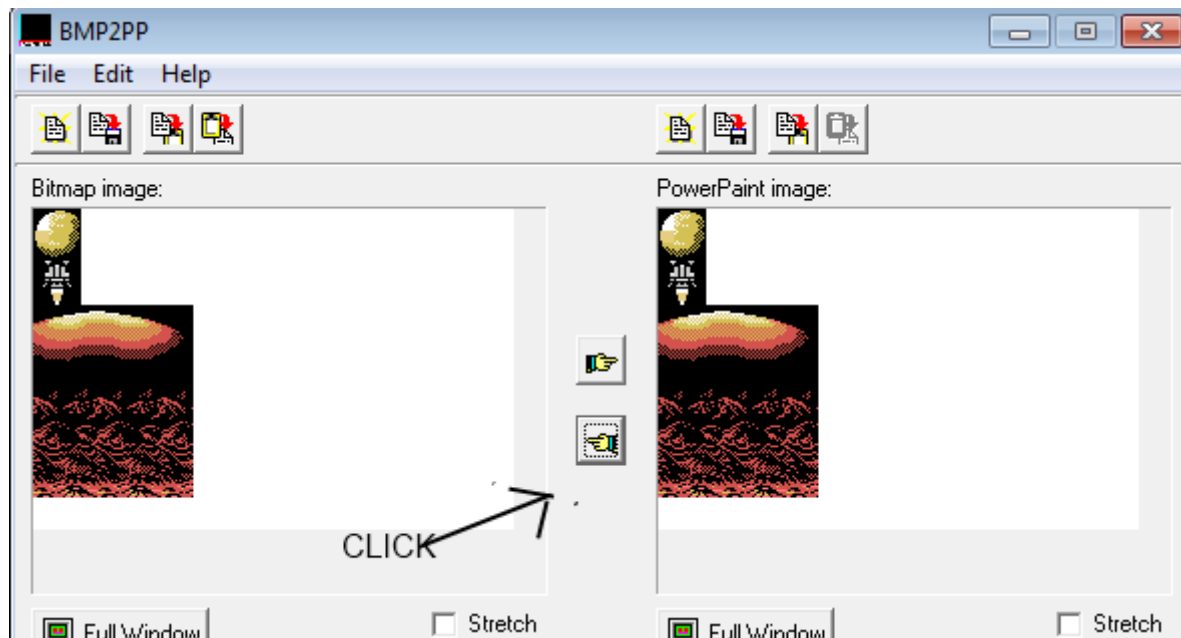 BMP2PP
File Edit Help
Bitmap image: PowerPaint image:
CLICK
Full Window Stretch Full Window Stretch